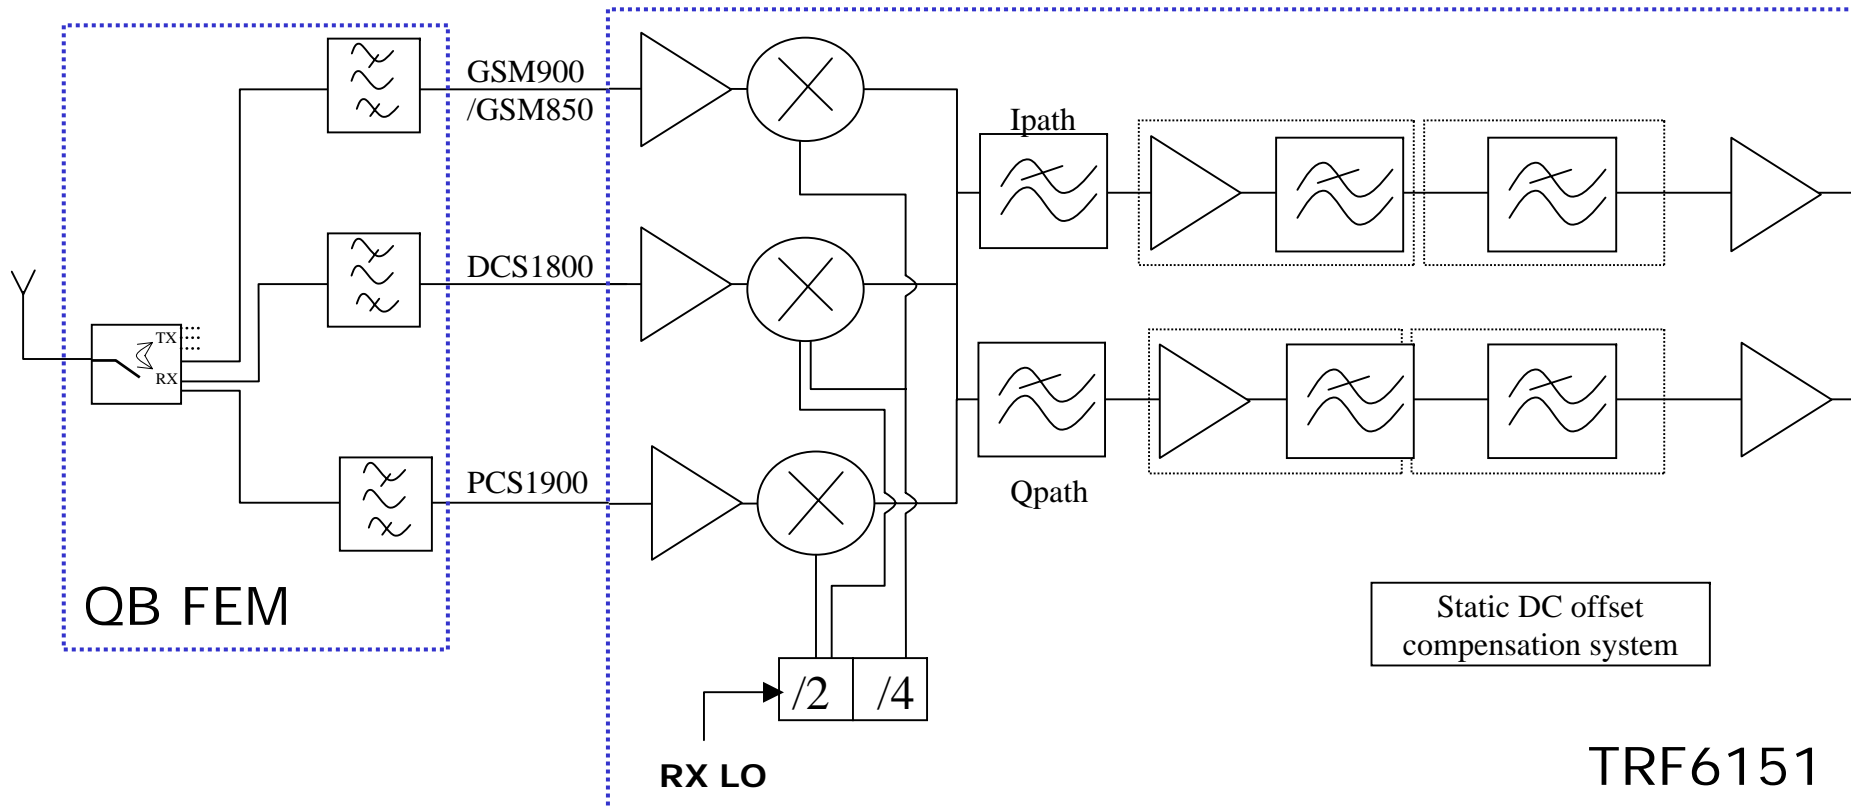 GSM900
/GSM850
Ipath
DCS1800
TX
RX
PCS1900
Qpath
QB FEM
Static DC offset
compensation system
/2
/4
RX LO
TRF6151